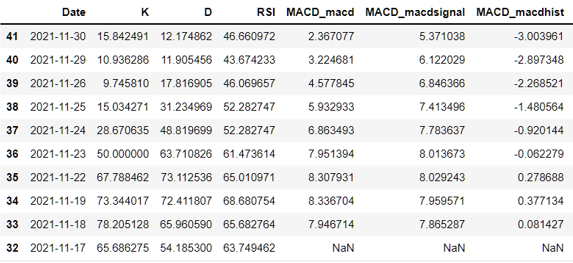 Date K D RSI MACD_macd MACD_macdsignal MACD_macdhist
41 2021-11-30 15.842491 12.174862 46.660972 2.367077 5.371038 -3.003961
40 2021-11-29 10.936286 11.905456 43.674233 3.224681 6.122029 -2.897348
39 2021-11-26 9.745810 17.816905 46.069657 4.577845 6.846366 -2.268521
38 2021-11-25 15.034271 31.234969 52.282747 5.932933 7.413496 -1.480564
37 2021-11-24 28.670635 48.819699 52.282747 6.863493 7.783637 -0.920144
36 2021-11-23 50.000000 63.710826 61.473614 7.951394 8.013673 -0.062279
35 2021-11-22 67.788462 73.112536 65.010971 8.307931 8.029243 0.278688
34 2021-11-19 73.344017 72.411807 68.680754 8.336704 7.959571 0.377134
33 2021-11-18 78.205128 65.960590 65.682764 7.946714 7.865287 0.081427
32 2021-11-17 65.686275 54.185300 63.749462 NaN NaN NaN